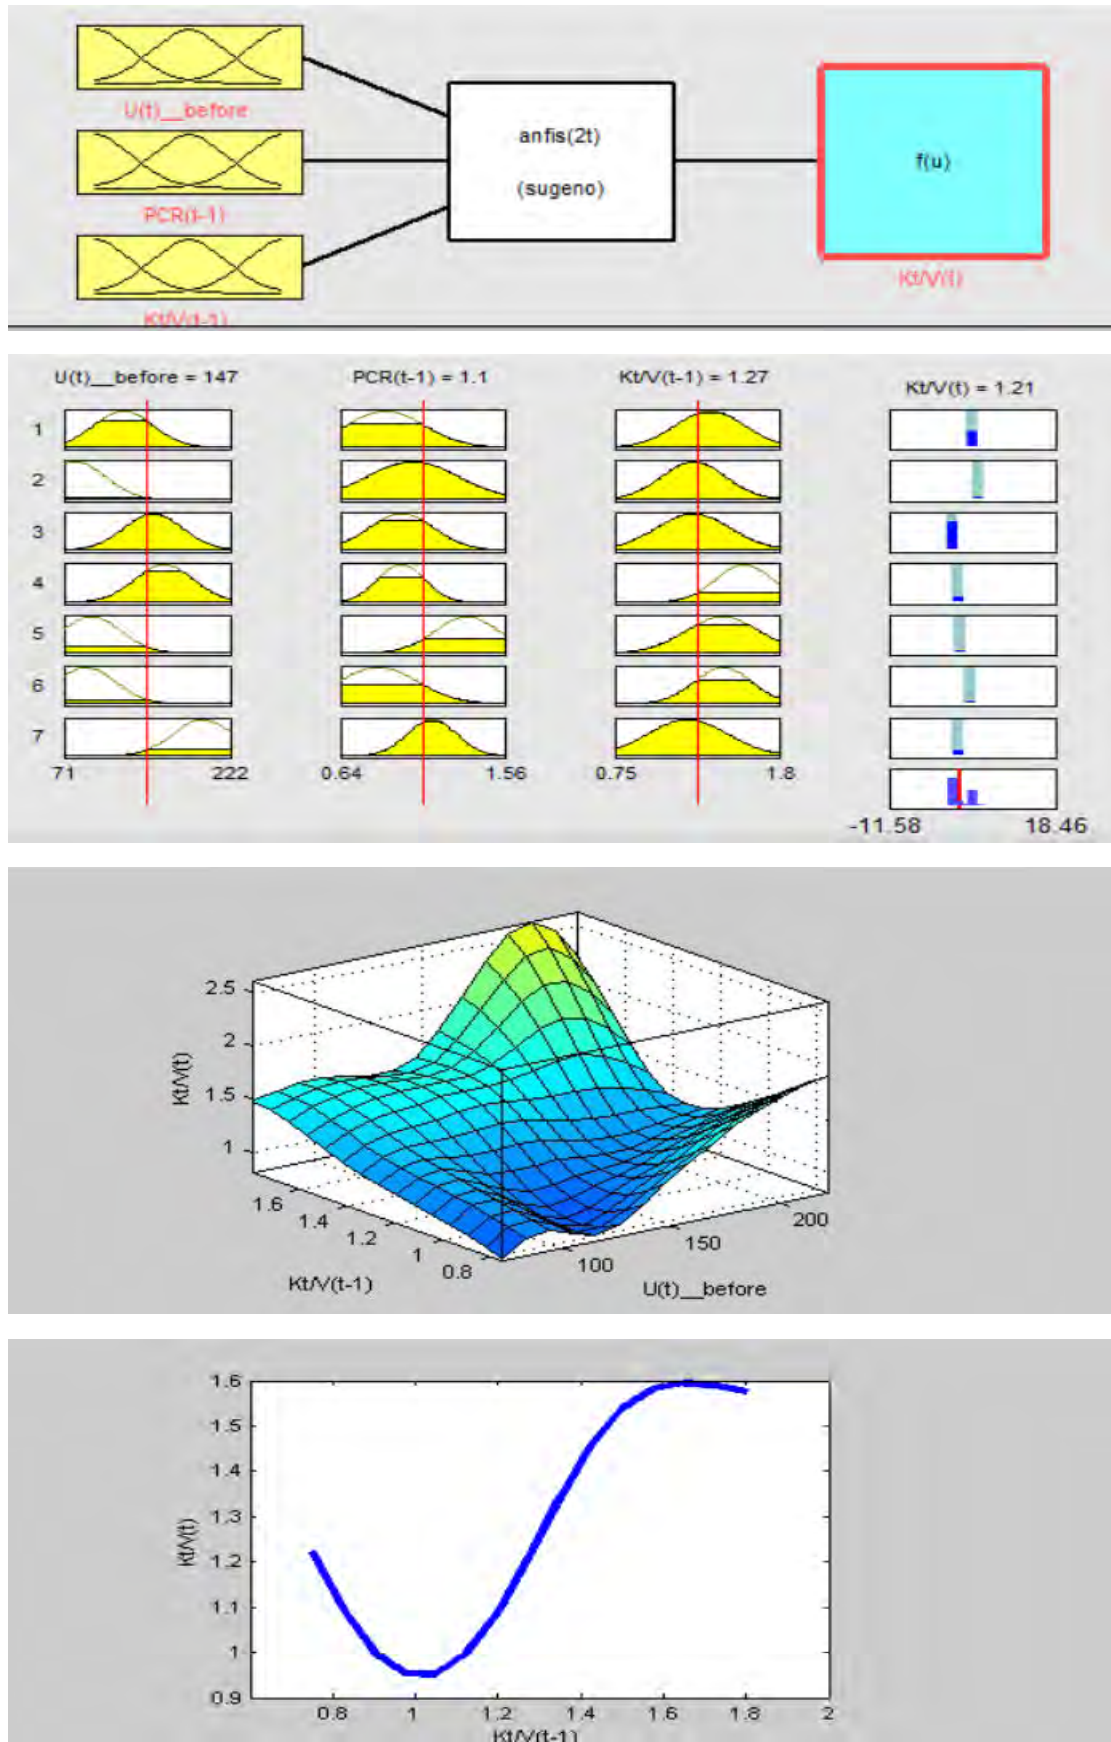 U(t)__before
PCR(t-1)
Kt/V(t-1)
anfis(2t)
(sugeno)
f(u)
Kt/V(t)
U(t)__before = 147 PCR(t-1) = 1.1 Kt/V(t-1) = 1.27 Kt/V(t) = 1.21
1
2
3
4
5
6
7
71 222 0.64 1.56 0.75 1.8
-11.58 18.46
2.5
2
1.5
1
Kt/V(t)
1.6
1.4
1.2
1
0.8
Kt/V(t-1)
100
150
200
U(t)__before
1.6
1.5
1.4
1.3
1.2
1.1
1
0.9
Kt/V(t)
0.8 1 1.2 1.4 1.6 1.8 2
Kt/V(t-1)